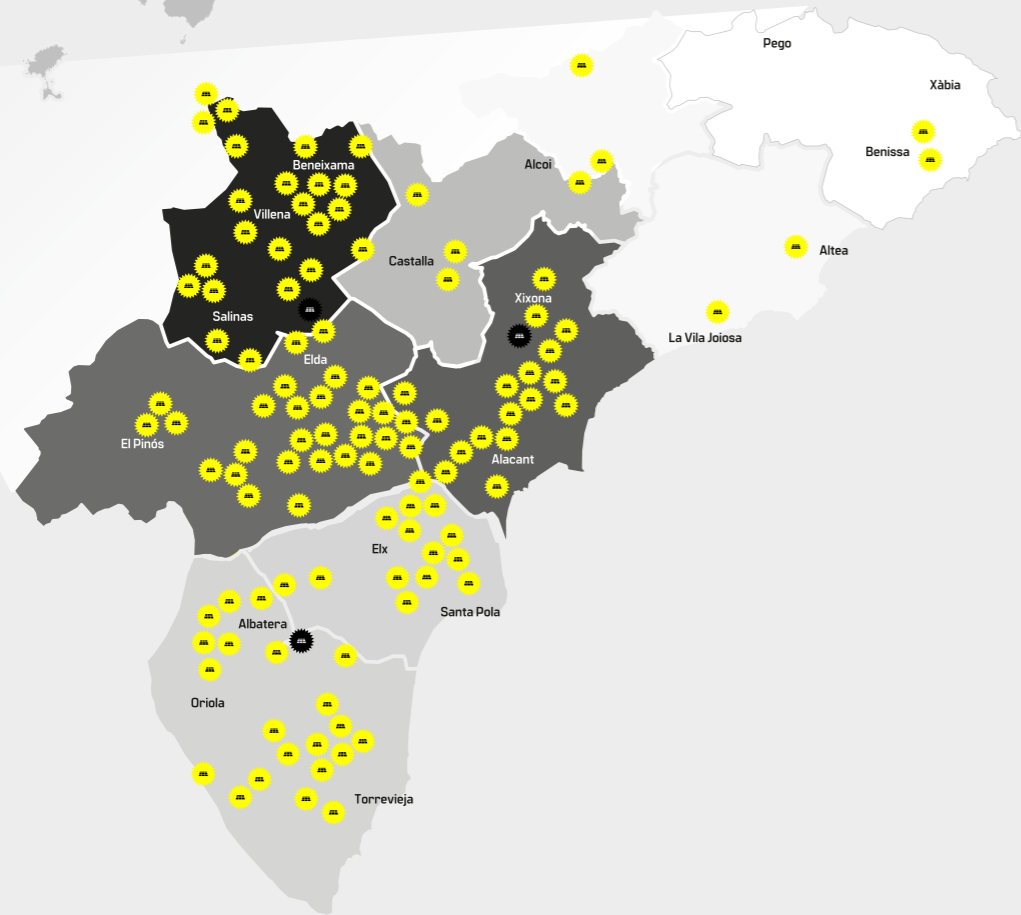 Pego
Xàbia
Benissa
Alcoi
Beneixama
Villena
Altea
Castalla
Xixona
Salinas
La Vila Joiosa
Elda
El Pinós
Alacant
Elx
Santa Pola
Albatera
Oriola
Torrevieja